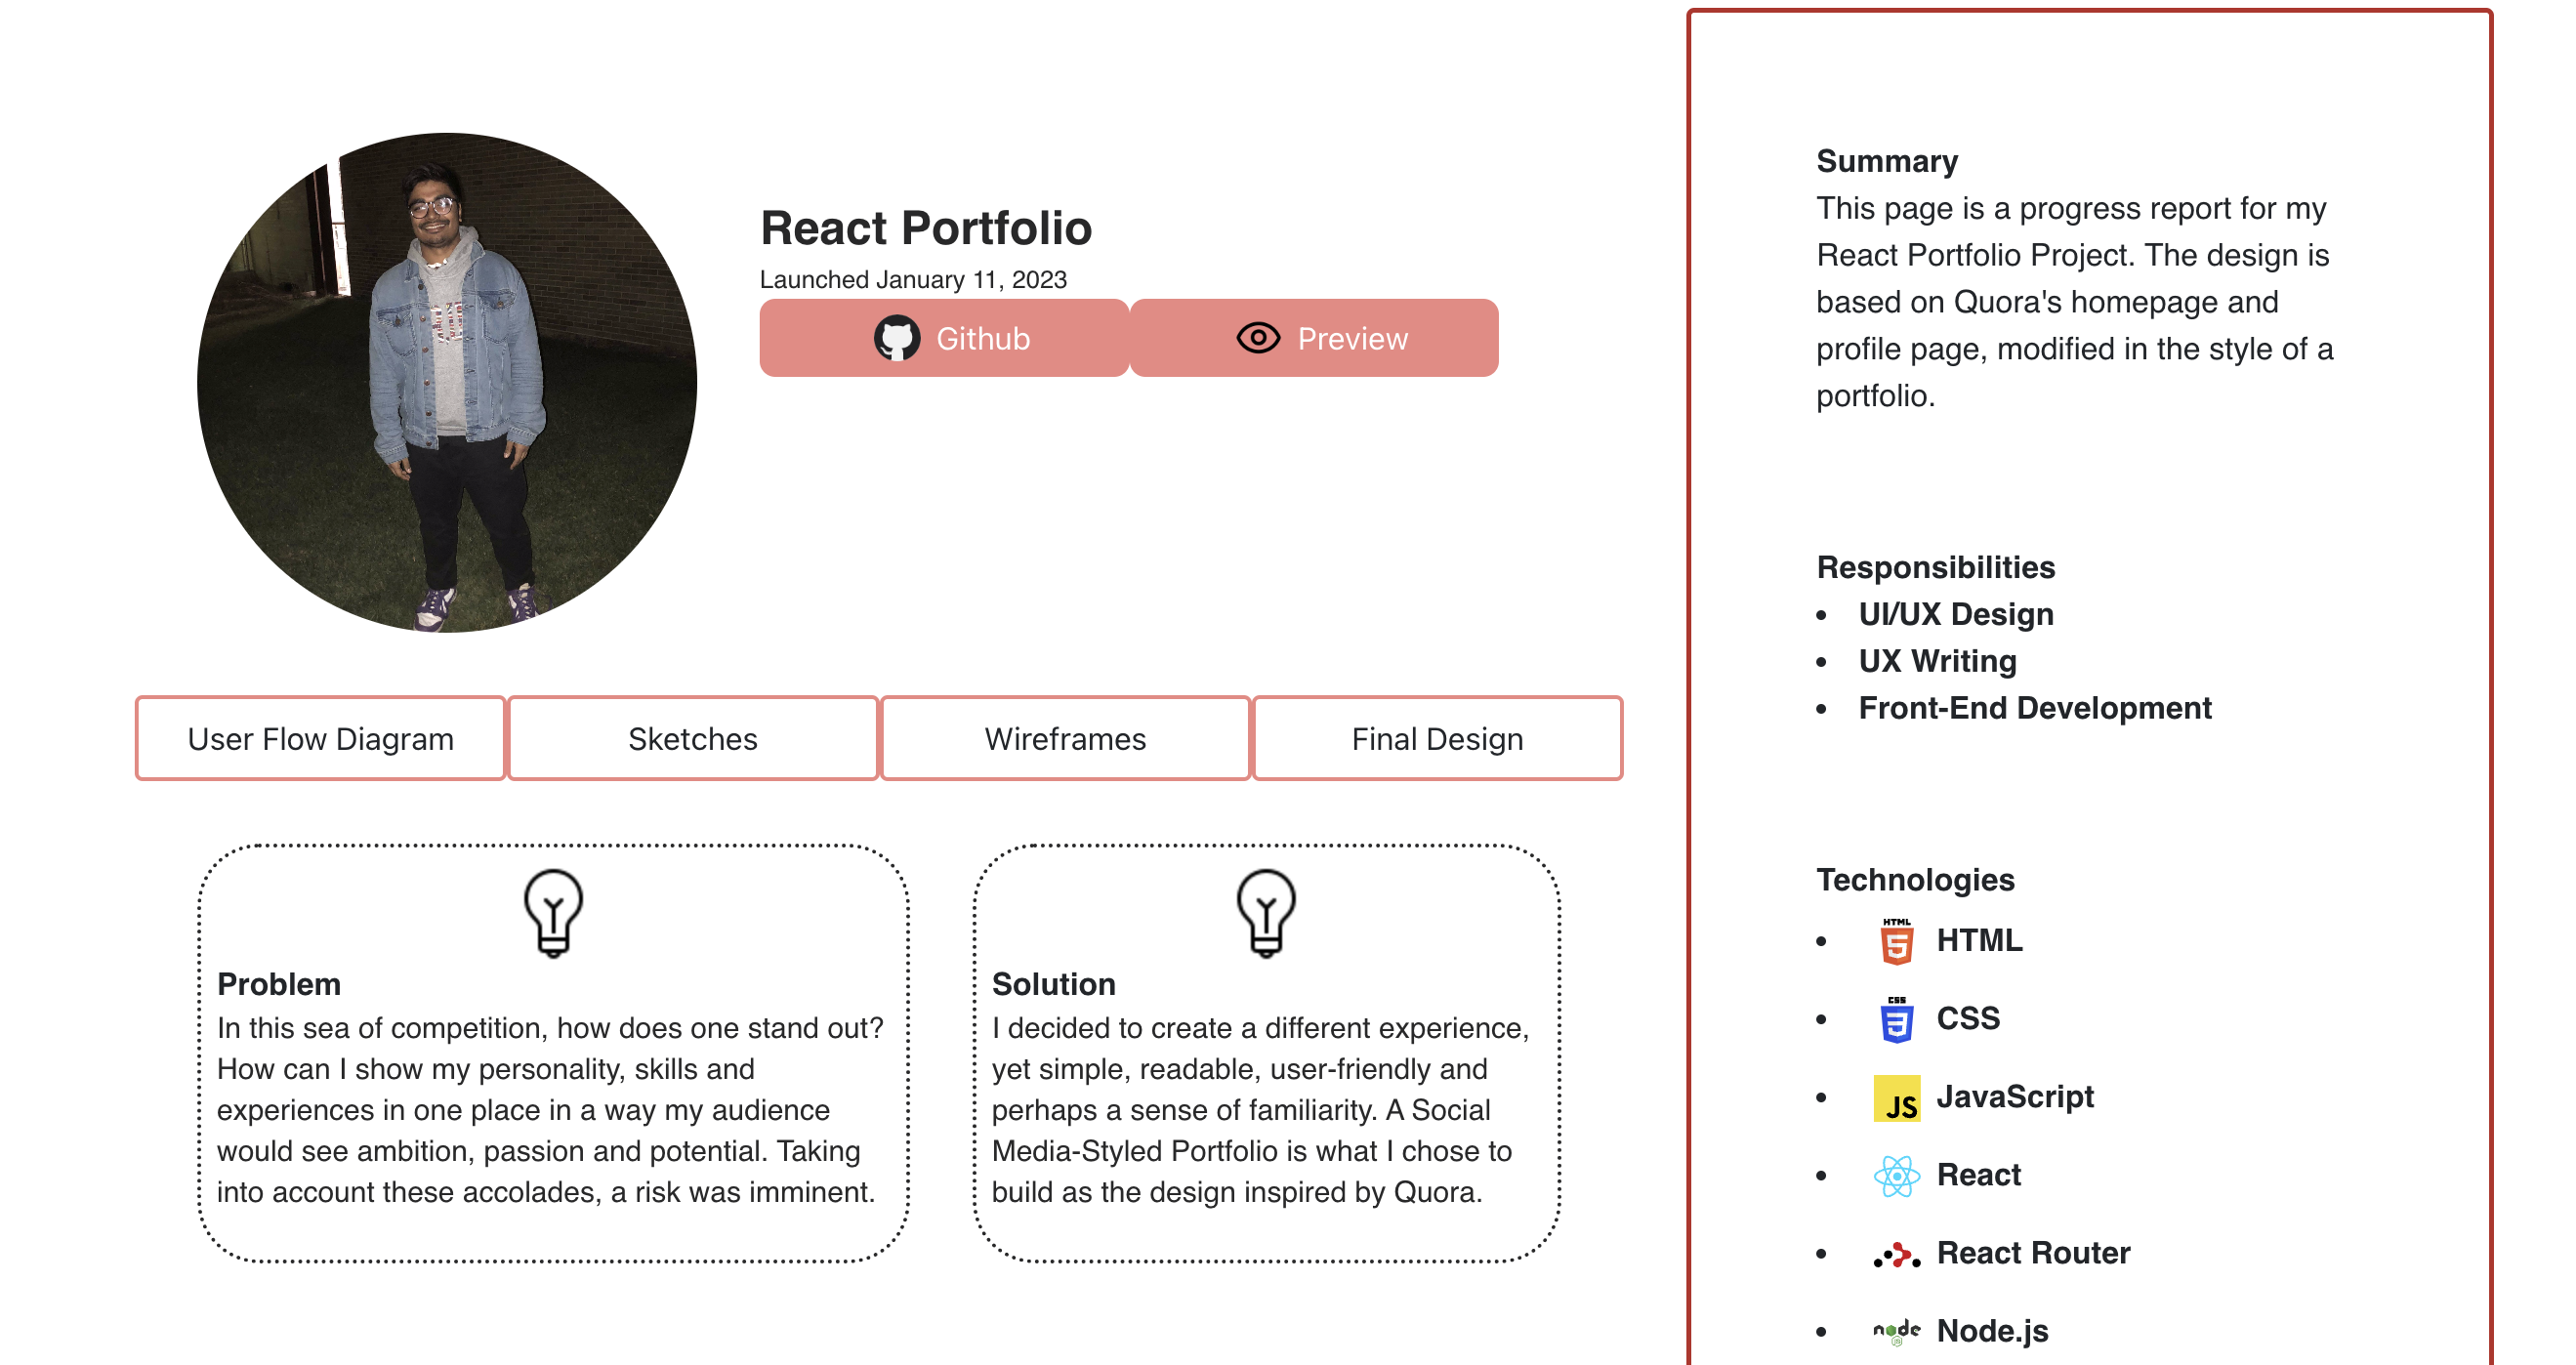 React Portfolio
Launched January 11, 2023
Github
Preview
User Flow Diagram
Sketches
Wireframes
Final Design
Problem
In this sea of competition, how does one stand out?
How can I show my personality, skills and
experiences in one place in a way my audience
would see ambition, passion and potential. Taking
into account these accolades, a risk was imminent.
Solution
I decided to create a different experience,
yet simple, readable, user-friendly and
perhaps a sense of familiarity. A Social
Media-Styled Portfolio is what I chose to
build as the design inspired by Quora.
Summary
This page is a progress report for my
React Portfolio Project. The design is
based on Quora's homepage and
profile page, modified in the style of a
portfolio.
Responsibilities
• UI/UX Design
• UX Writing
• Front-End Development
Technologies
• HTML 5 HTML
• CSS 3 CSS
• JS JavaScript
• React
• React Router
• node JS Node.js